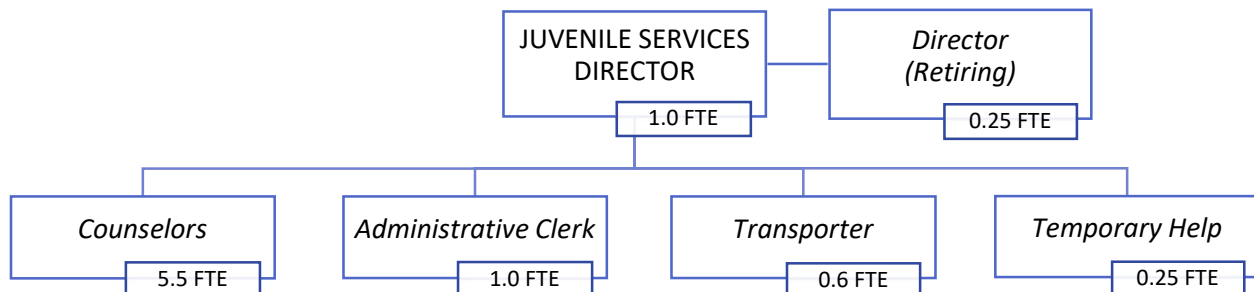 JUVENILE SERVICES
DIRECTOR
1.0 FTE
Director
(Retiring)
0.25 FTE
Counselors
5.5 FTE
Administrative Clerk
1.0 FTE
Transporter
0.6 FTE
Temporary Help
0.25 FTE